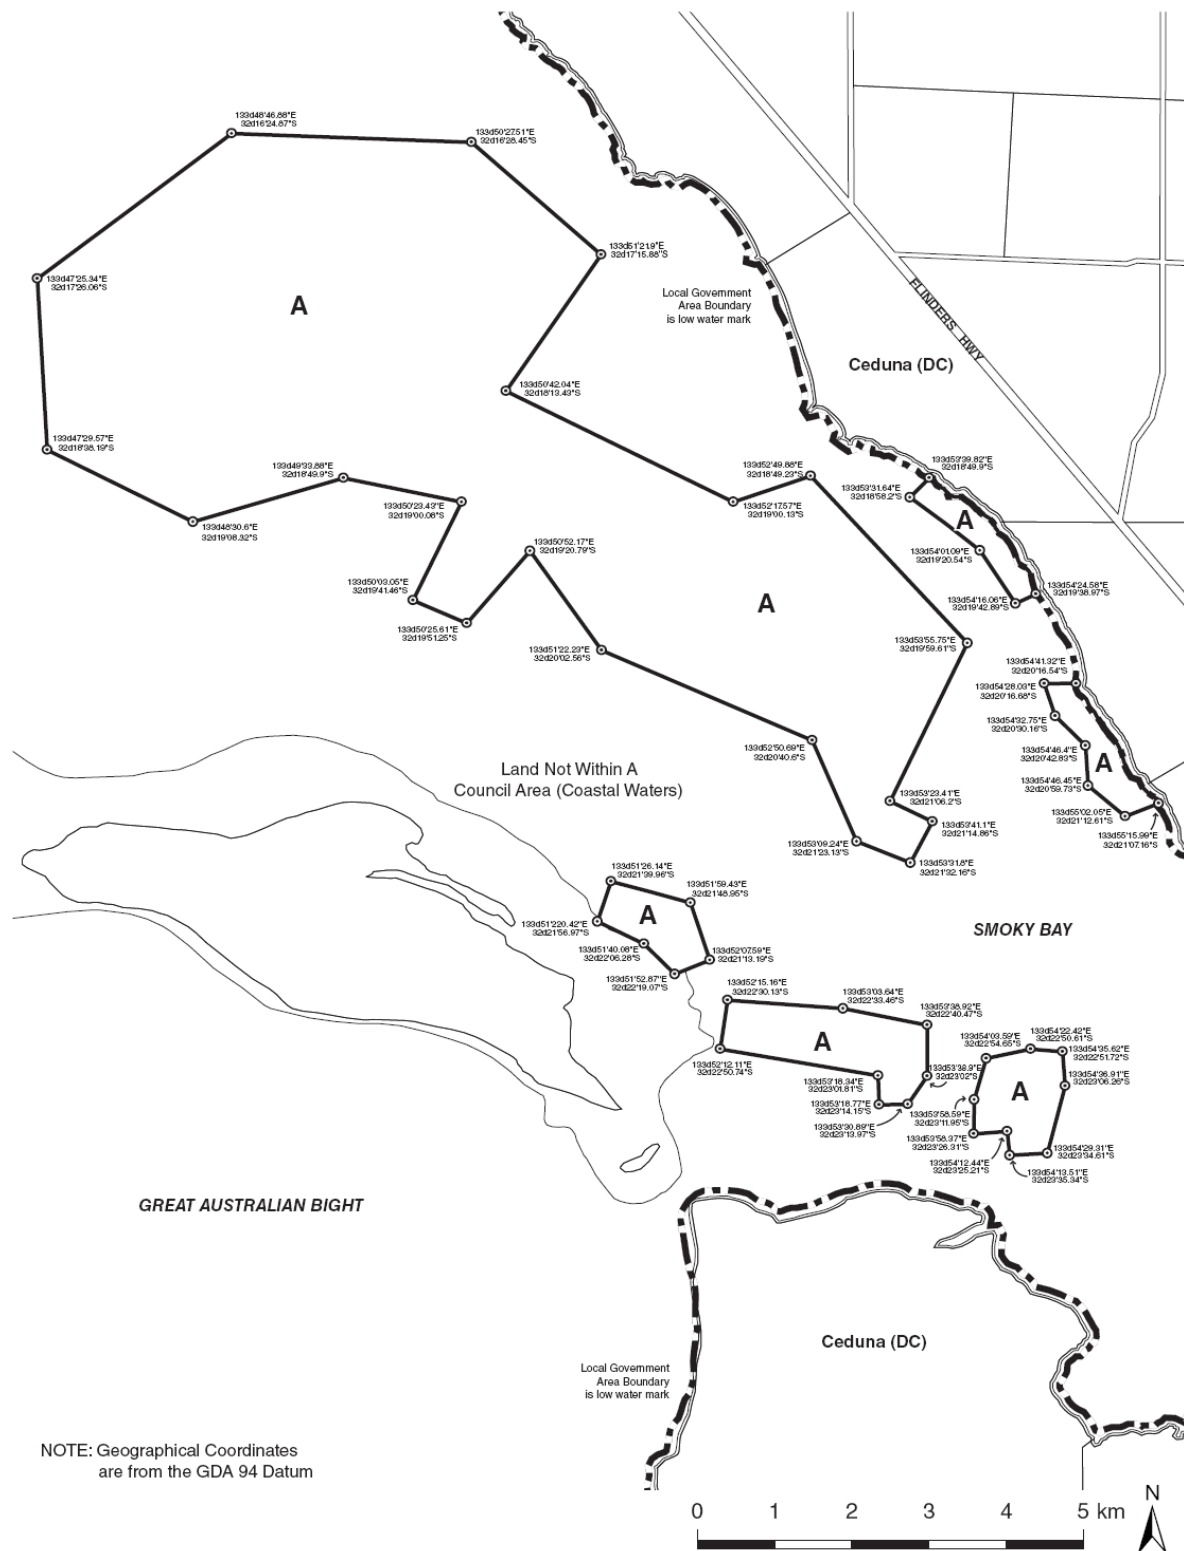 133d48'46.88"E
32d16'24.87"S
133d50'27.51"E
32d16'28.45"S
133d51'21.9"E
32d17'15.88"S
133d47'25.34"E
32d17'26.06"S
A
Local Government
Area Boundary
is low water mark
FLINDERS HWY
Ceduna (DC)
133d50'42.04"E
32d18'13.43"S
133d47'29.57"E
32d18'38.19"S
133d49'33.88"E
32d18'49.9"S
133d50'23.43"E
32d19'00.08"S
133d48'30.6"E
32d19'08.32"S
133d52'49.88"E
32d18'49.23"S
133d52'17.57"E
32d19'00.13"S
133d53'39.82"E
32d18'49.9"S
133d53'31.64"E
32d18'58.2"S
A
133d54'01.09"E
32d19'20.54"S
133d54'24.58"E
32d19'38.97"S
133d54'16.06"E
32d19'42.89"S
133d50'52.17"E
32d19'20.79"S
133d50'03.05"E
32d19'41.46"S
133d50'25.61"E
32d19'51.25"S
A
133d51'22.23"E
32d20'02.56"S
133d53'55.75"E
32d19'59.61"S
133d54'41.32"E
32d20'16.54"S
133d54'28.03"E
32d20'16.68"S
133d54'32.75"E
32d20'30.16"S
133d54'46.4"E
32d20'42.83"S
A
133d54'46.45"E
32d20'59.73"S
133d55'02.05"E
32d21'12.61"S
133d55'15.99"E
32d21'07.16"S
133d52'50.69"E
32d20'40.6"S
Land Not Within A
Council Area (Coastal Waters)
133d53'23.41"E
32d21'06.2"S
133d53'41.1"E
32d21'14.86"S
133d53'09.24"E
32d21'23.13"S
133d53'31.8"E
32d21'32.16"S
133d51'26.14"E
32d21'39.96"S
133d51'59.43"E
32d21'48.95"S
A
133d51'220.42"E
32d21'56.97"S
133d51'40.08"E
32d22'06.28"S
133d52'07.59"E
32d21'13.19"S
133d51'52.87"E
32d22'19.07"S
SMOKY BAY
133d52'15.16"E
32d22'30.13"S
133d53'03.64"E
32d22'33.46"S
133d53'38.92"E
32d22'40.47"S
A
133d52'12.11"E
32d22'50.74"S
133d53'18.34"E
32d23'01.81"S
133d53'38.9"E
32d23'02"S
133d53'18.77"E
32d23'14.15"S
133d53'30.89"E
32d23'13.97"S
133d54'03.59"E
32d22'54.65"S
133d54'22.42"E
32d22'50.61"S
133d54'35.62"E
32d22'51.72"S
133d54'36.91"E
32d23'06.26"S
A
133d53'58.59"E
32d23'11.95"S
133d53'58.37"E
32d23'26.31"S
133d54'12.44"E
32d23'25.21"S
133d54'29.31"E
32d23'34.61"S
133d54'13.51"E
32d23'35.34"S
GREAT AUSTRALIAN BIGHT
Ceduna (DC)
Local Government
Area Boundary
is low water mark
NOTE: Geographical Coordinates
are from the GDA 94 Datum
0 1 2 3 4 5 km
N